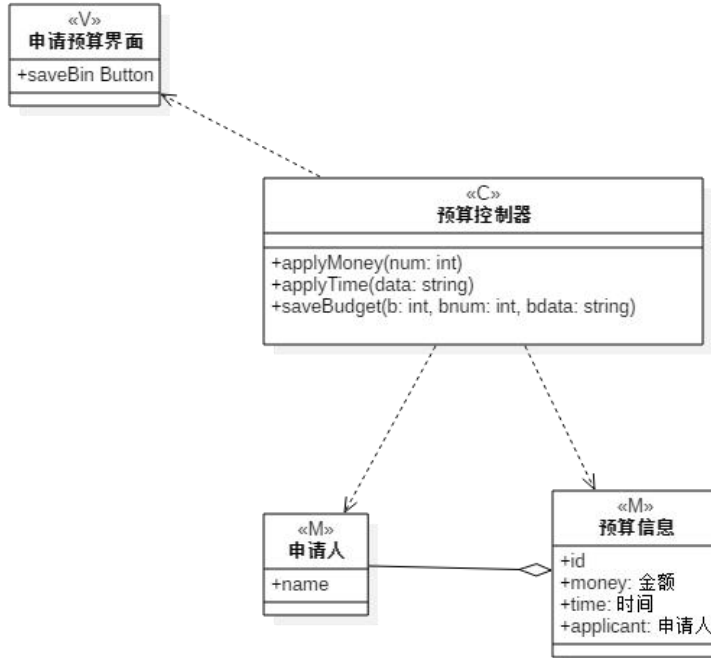 «V»
申请预算界面
+saveBin Button
«C»
预算控制器
+applyMoney(num: int)
+applyTime(data: string)
+saveBudget(b: int, bnum: int, bdata: string)
«M»
申请人
+name
«M»
预算信息
+id
+money: 金额
+time: 时间
+applicant: 申请人